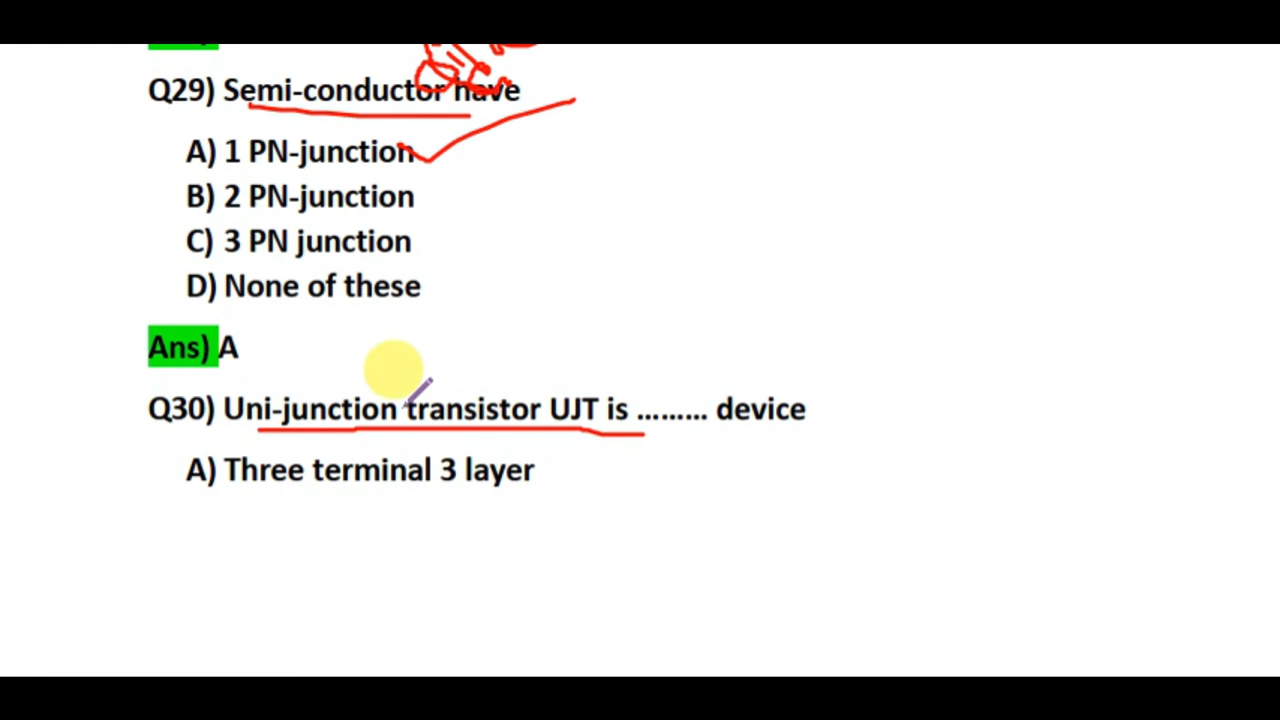 Q29) Semi-conductor have
A) 1 PN-junction
B) 2 PN-junction
C) 3 PN junction
D) None of these
Ans) A
Q30) Uni-junction transistor UJT is ......... device
A) Three terminal 3 layer